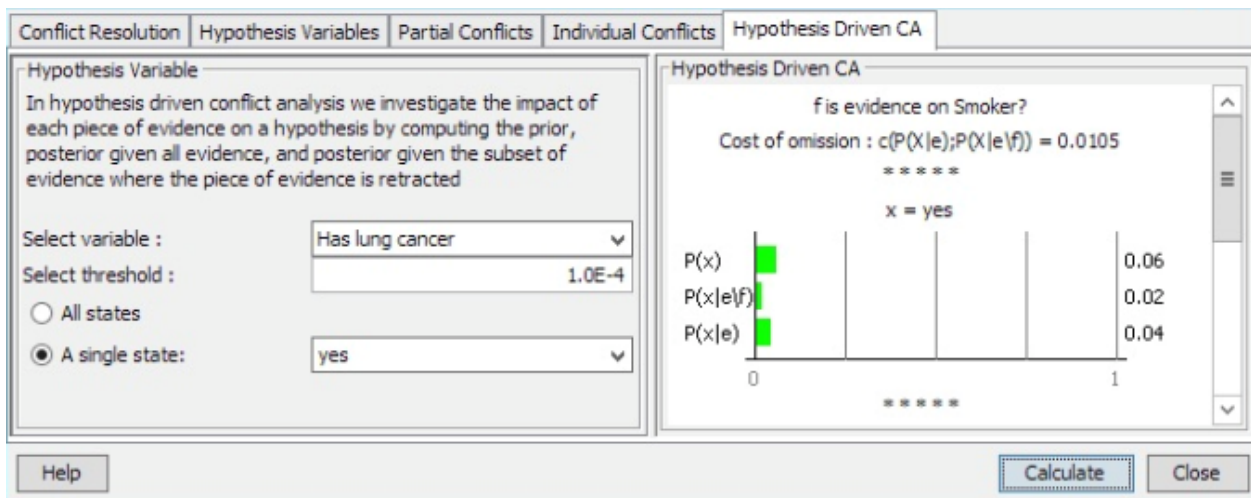 Conflict Resolution Hypothesis Variables Partial Conflicts Individual Conflicts Hypothesis Driven CA
Hypothesis Variable
In hypothesis driven conflict analysis we investigate the impact of
each piece of evidence on a hypothesis by computing the prior,
posterior given all evidence, and posterior given the subset of
evidence where the piece of evidence is retracted
Select variable : Has lung cancer
Select threshold : 1.0E-4
All states
A single state: yes
Hypothesis Driven CA
f is evidence on Smoker?
Cost of omission : c(P(X|e);P(X|e\f)) = 0.0105
* * * * *
x = yes
P(x) 0.06
P(x|e\f) 0.02
P(x|e) 0.04
0 1
* * * * *
Help Calculate Close